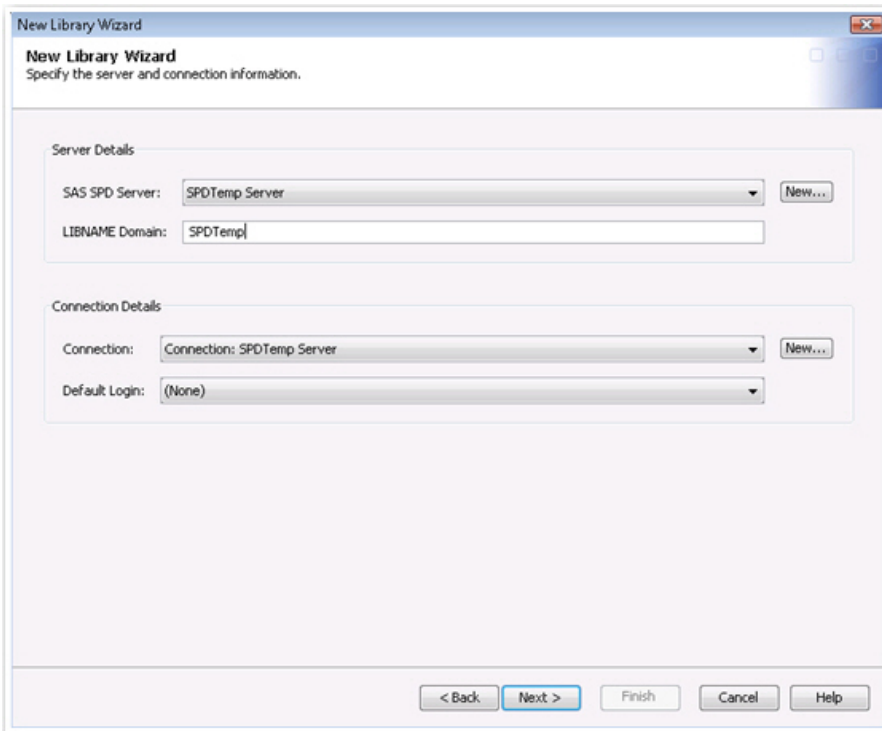 New Library Wizard
New Library Wizard
Specify the server and connection information.
Server Details
SAS SPD Server: SPDTemp Server New...
LIBNAME Domain: SPDTemp
Connection Details
Connection: Connection: SPDTemp Server New...
Default Login: (None)
< Back Next > Finish Cancel Help